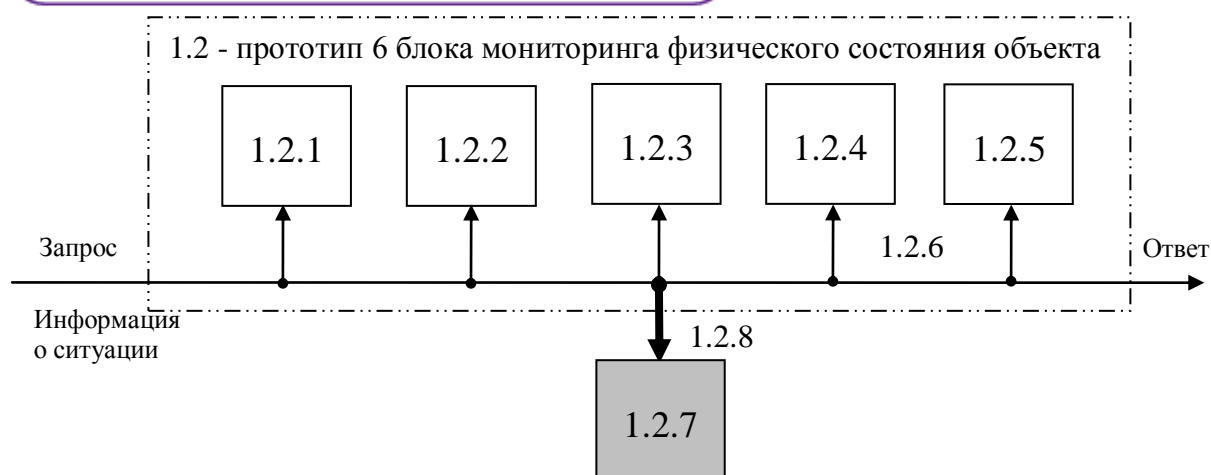 1.2 - прототип 6 блока мониторинга физического состояния объекта
1.2.1
1.2.2
1.2.3
1.2.4
1.2.5
Запрос
1.2.6
Ответ
Информация
о ситуации
1.2.8
1.2.7